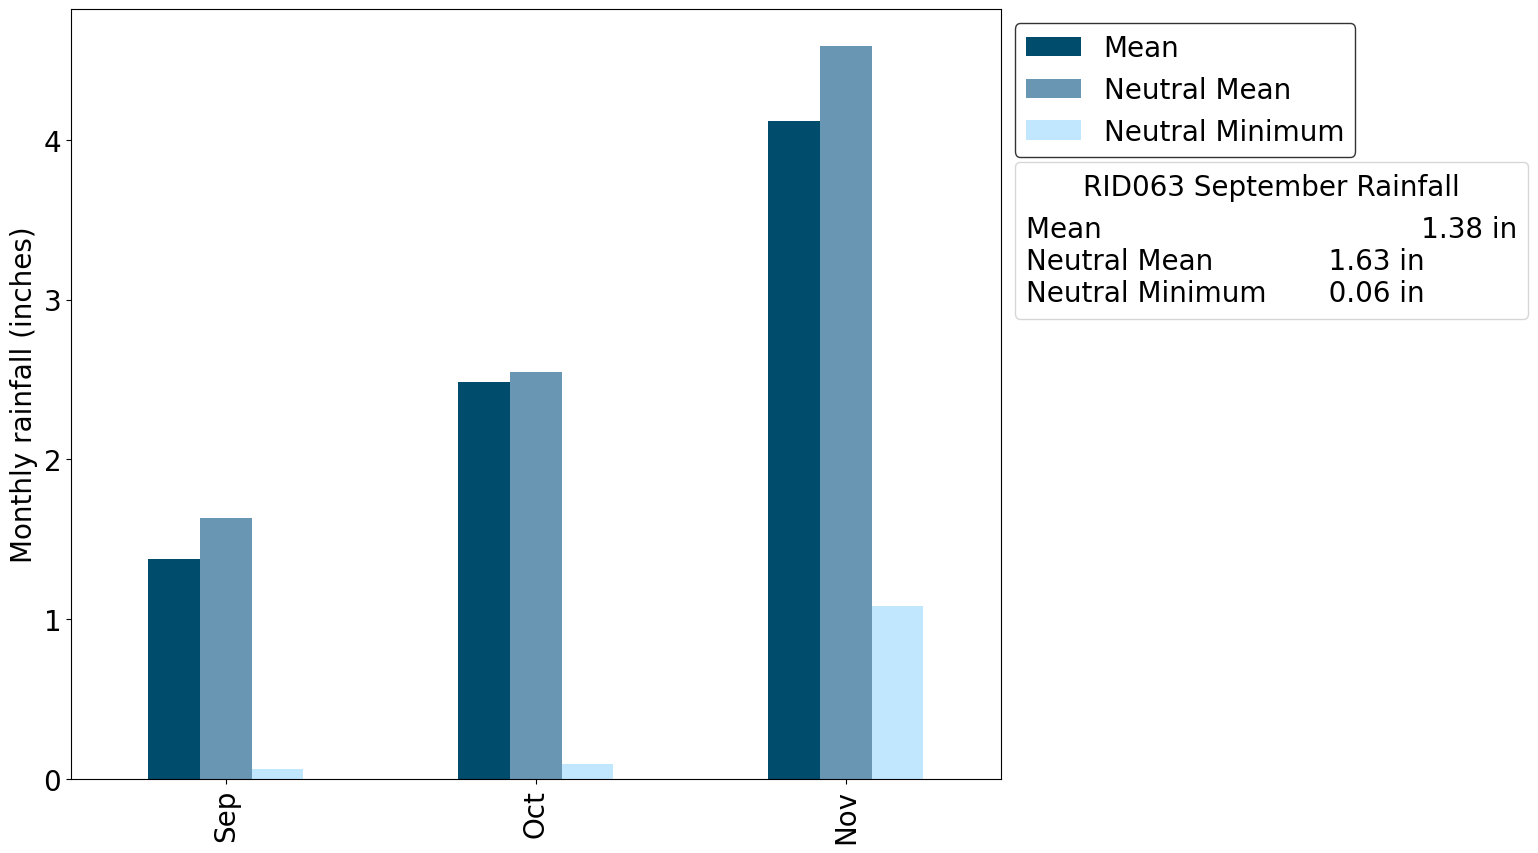 Monthly rainfall (inches)
4
3
2
1
0
Sep
Oct
Nov
Mean
Neutral Mean
Neutral Minimum
RID063 September Rainfall
Mean 1.38 in
Neutral Mean 1.63 in
Neutral Minimum 0.06 in